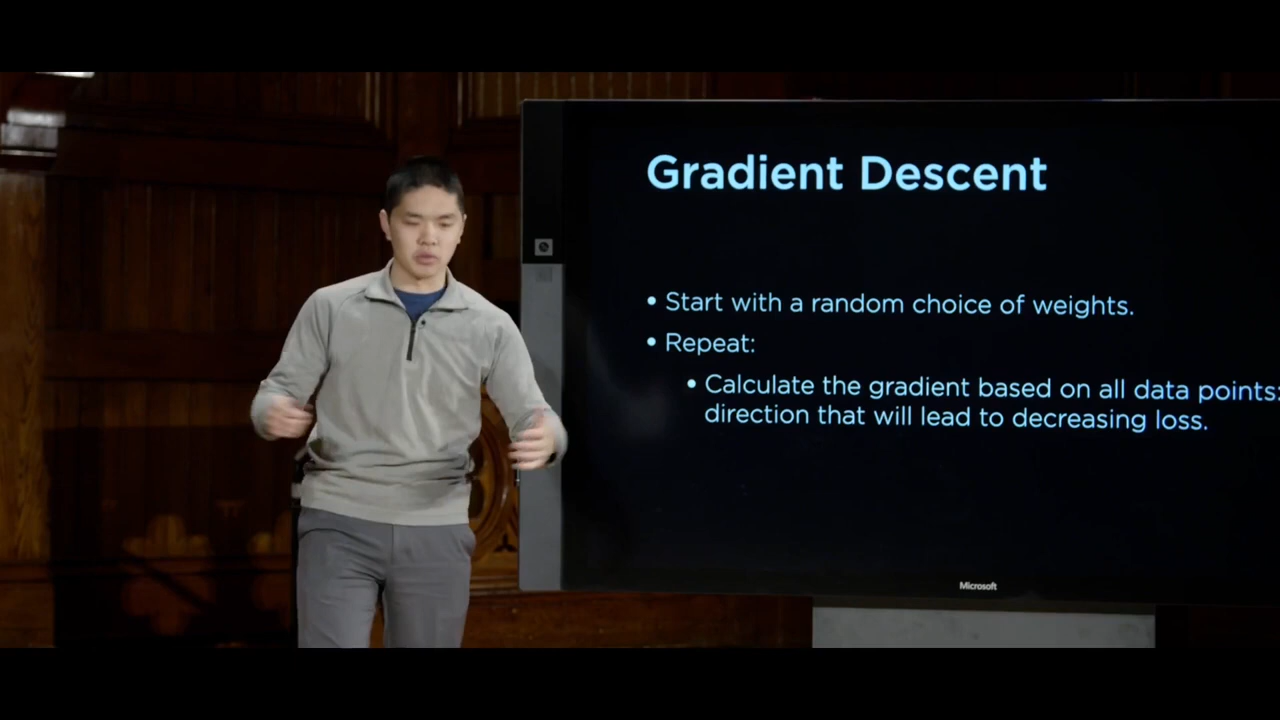 Gradient Descent
• Start with a random choice of weights.
• Repeat:
• Calculate the gradient based on all data points:
direction that will lead to decreasing loss.
Microsoft